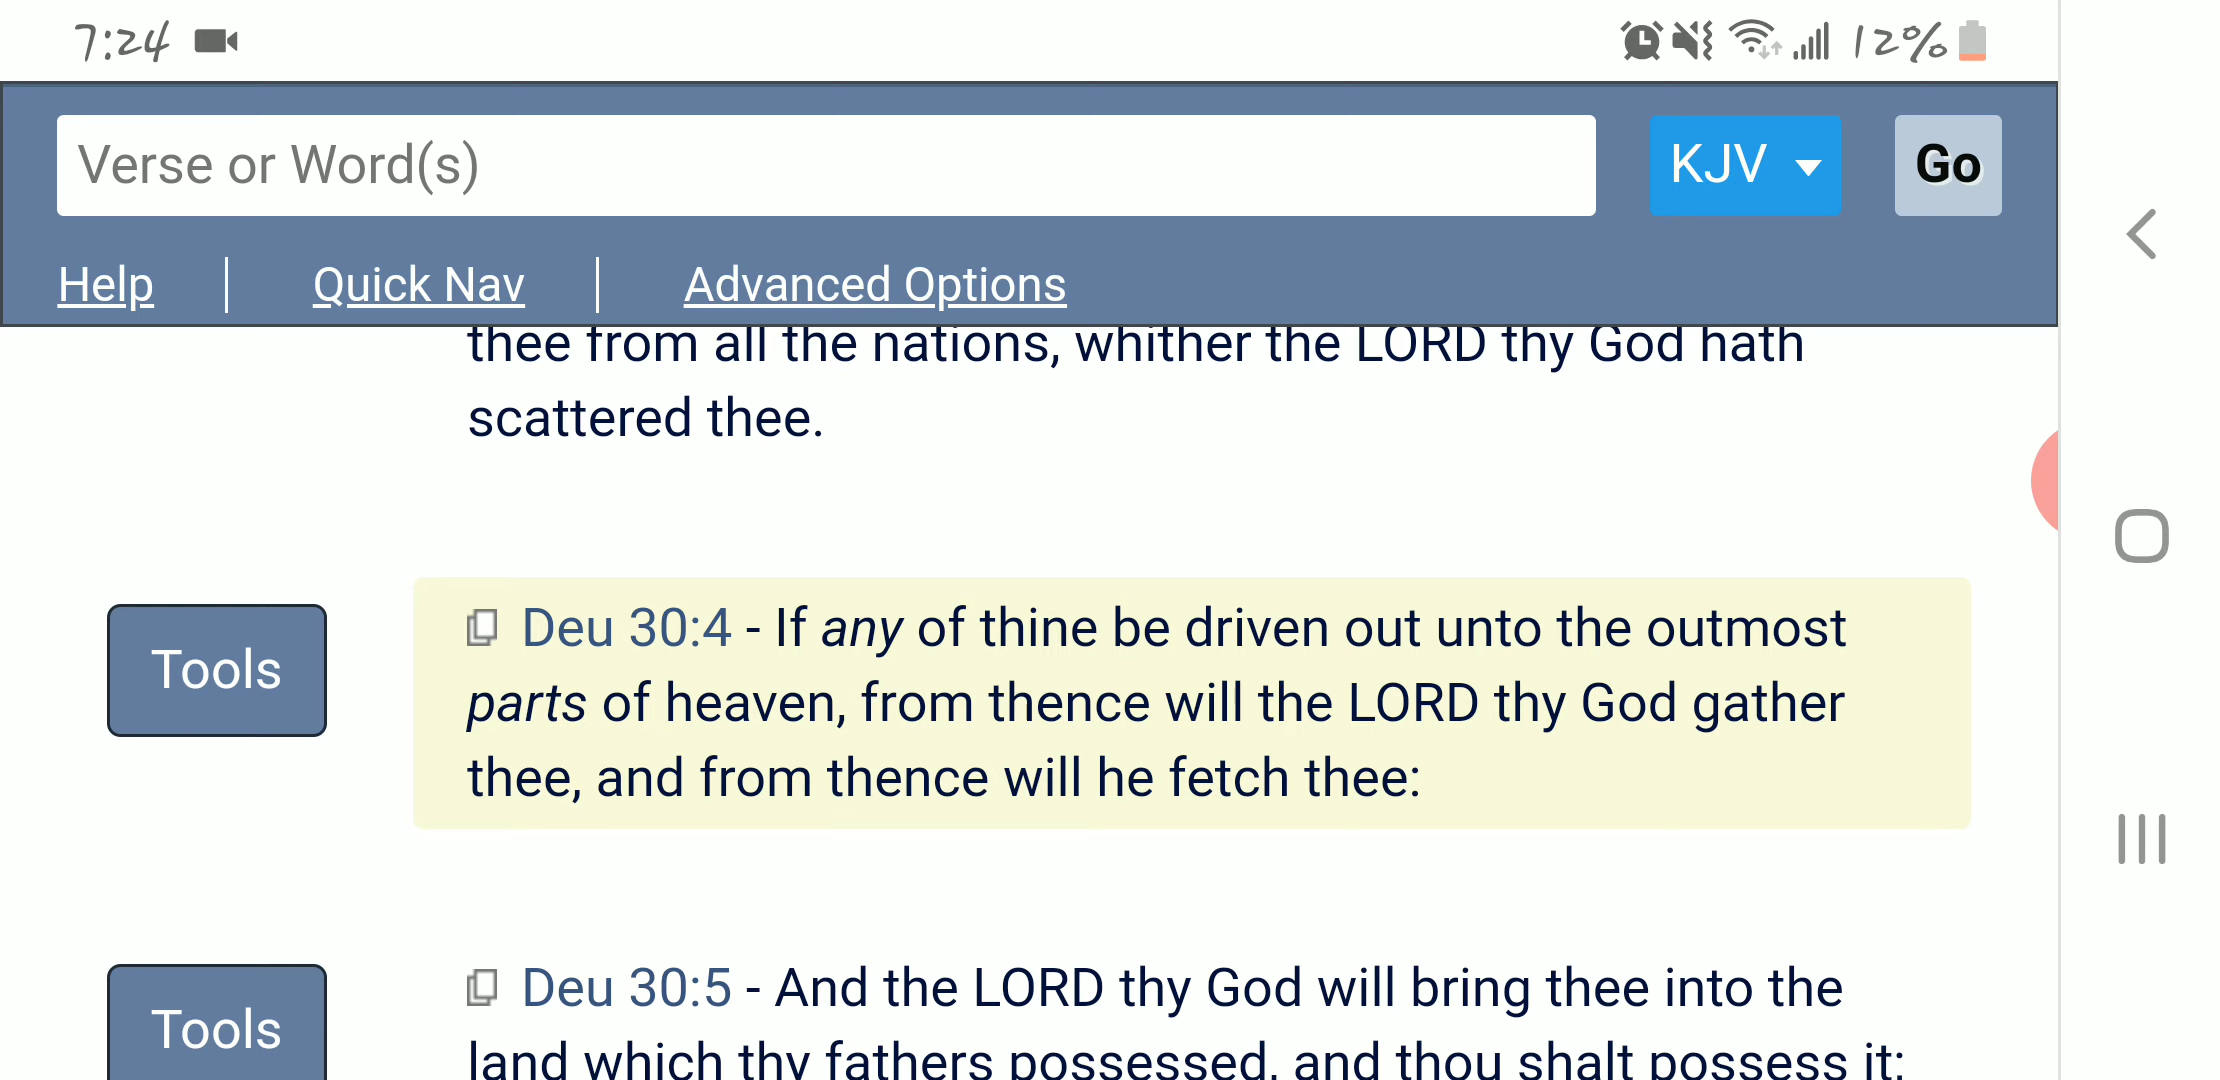 7:24 12%
Verse or Word(s) KJV Go
Help | Quick Nav | Advanced Options
thee from all the nations, whither the LORD thy God hath
scattered thee.
Tools
Deu 30:4 - If any of thine be driven out unto the outmost
parts of heaven, from thence will the LORD thy God gather
thee, and from thence will he fetch thee:
Tools
Deu 30:5 - And the LORD thy God will bring thee into the
land which thy fathers possessed, and thou shalt possess it;